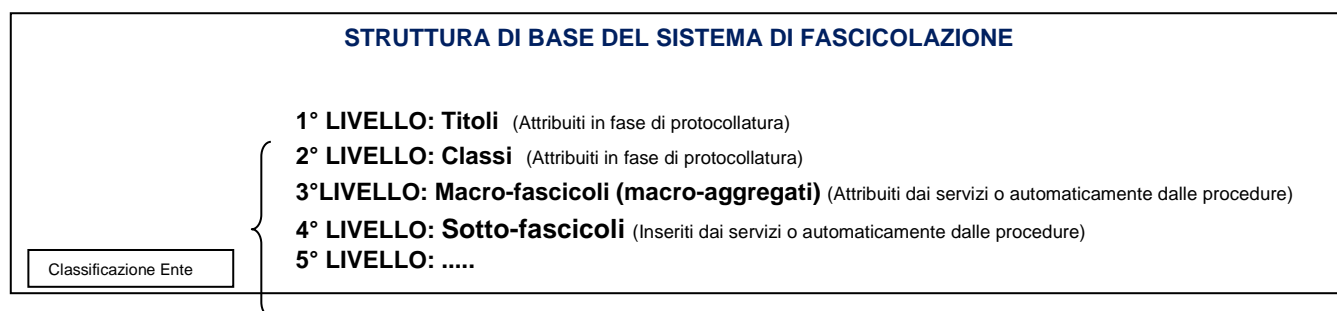 STRUTTURA DI BASE DEL SISTEMA DI FASCICOLAZIONE
1° LIVELLO: Titoli (Attribuiti in fase di protocollatura)
2° LIVELLO: Classi (Attribuiti in fase di protocollatura)
3°LIVELLO: Macro-fascicoli (macro-aggregati) (Attribuiti dai servizi o automaticamente dalle procedure)
4° LIVELLO: Sotto-fascicoli (Inseriti dai servizi o automaticamente dalle procedure)
5° LIVELLO: .....
Classificazione Ente